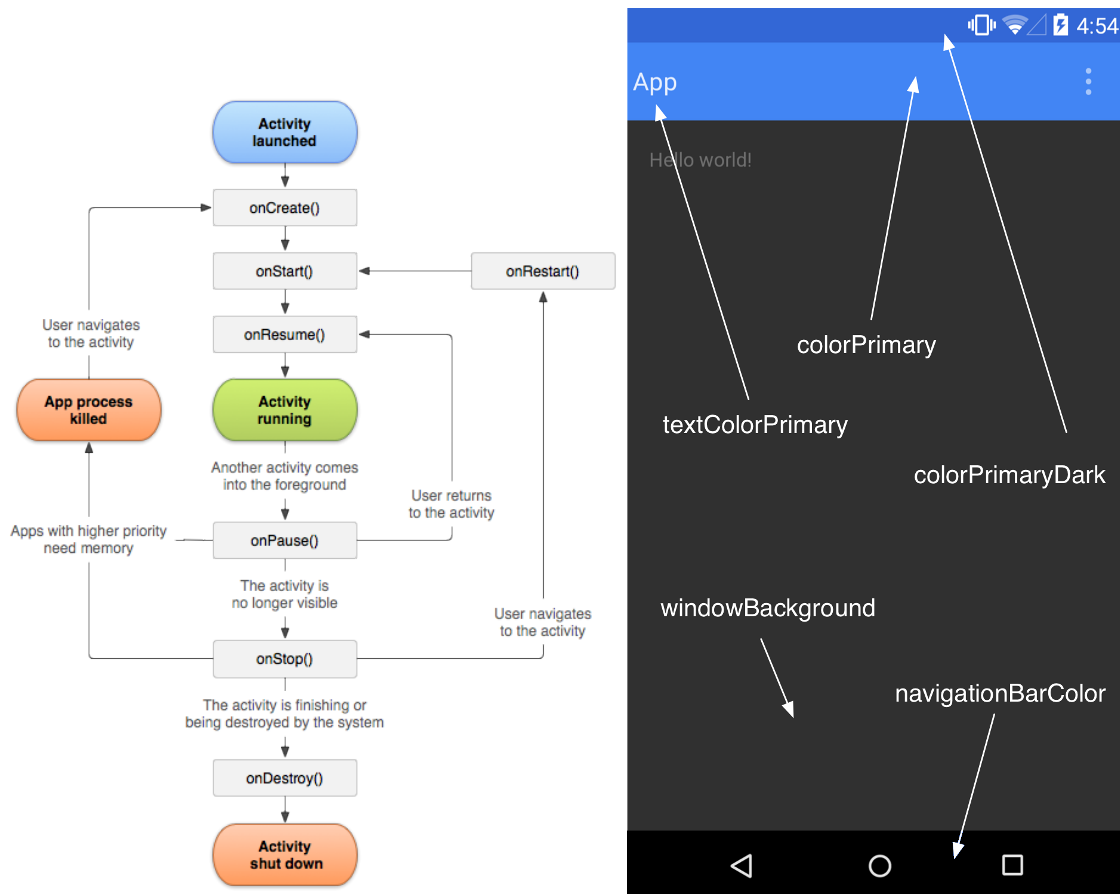 Activity
launched
onCreate()
onStart()
onRestart()
onResume()
User navigates
to the activity
App process
killed
Activity
running
Another activity comes
into the foreground
User returns
to the activity
Apps with higher priority
need memory
onPause()
The activity is
no longer visible
User navigates
to the activity
onStop()
The activity is finishing or
being destroyed by the system
onDestroy()
Activity
shut down
4:54
App
Hello world!
colorPrimary
textColorPrimary
colorPrimaryDark
windowBackground
navigationBarColor